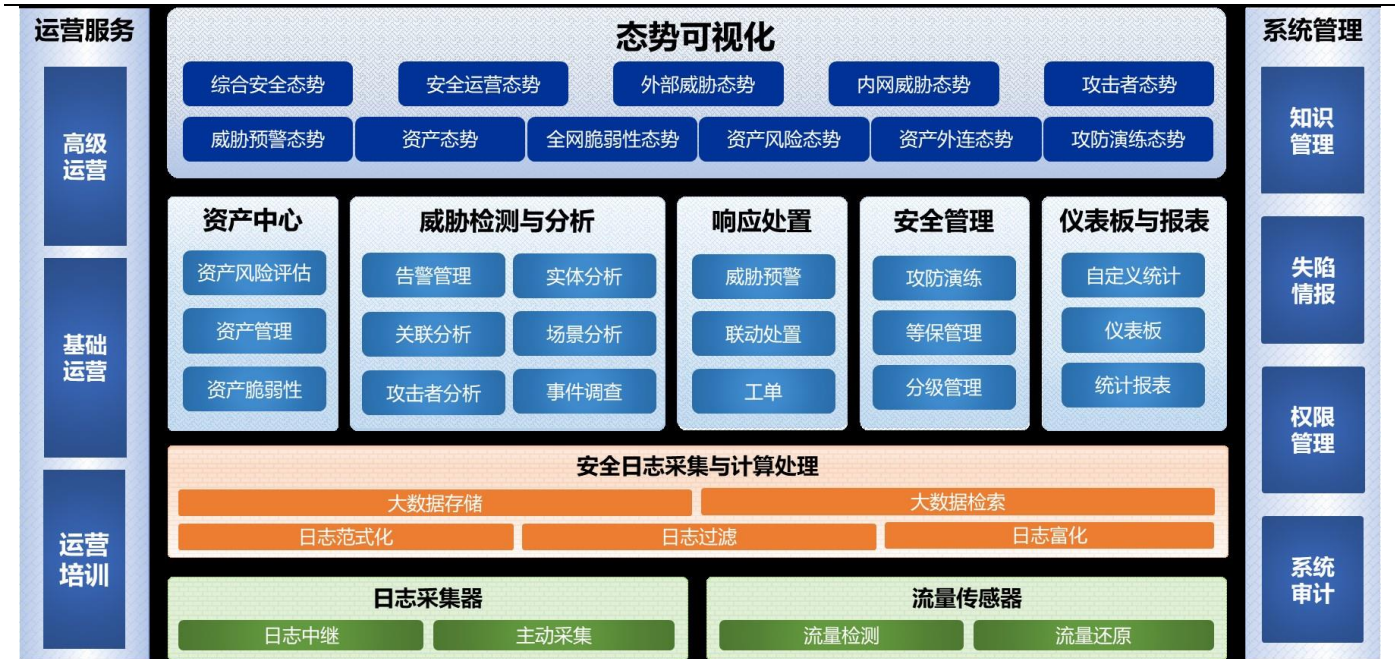 运营服务
高级
运营
基础
运营
运营
培训
态势可视化
综合安全态势
安全运营态势
外部威胁态势
内网威胁态势
攻击者态势
威胁预警态势
资产态势
全网脆弱性态势
资产风险态势
资产外连态势
攻防演练态势
资产中心
资产风险评估
资产管理
资产脆弱性
威胁检测与分析
告警管理
实体分析
关联分析
场景分析
攻击者分析
事件调查
响应处置
威胁预警
联动处置
工单
安全管理
攻防演练
等保管理
分级管理
仪表板与报表
自定义统计
仪表板
统计报表
安全日志采集与计算处理
大数据存储
大数据检索
日志范式化
日志过滤
日志富化
日志采集器
日志中继
主动采集
流量传感器
流量检测
流量还原
系统管理
知识
管理
失陷
情报
权限
管理
系统
审计